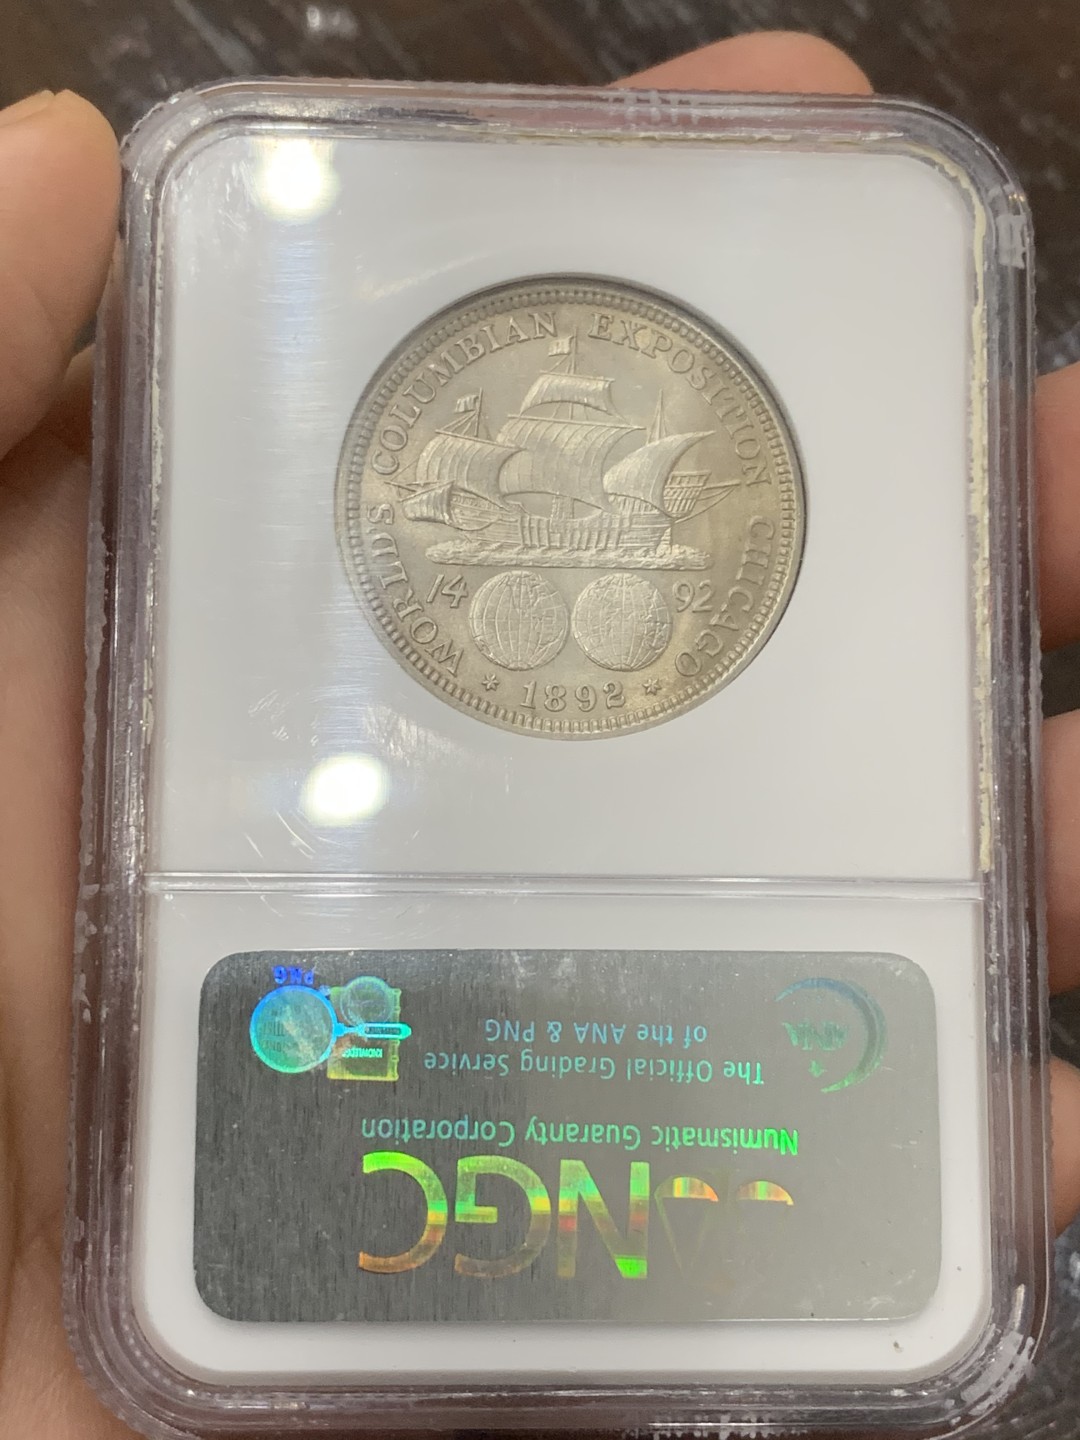 WORLD'S COLUMBIAN EXPOSITION CHICAGO
14 92
* 1892 *
NGC
Numismatic Guaranty Corporation
The Official Grading Service
of the ANA & PNG
ANA
PNG